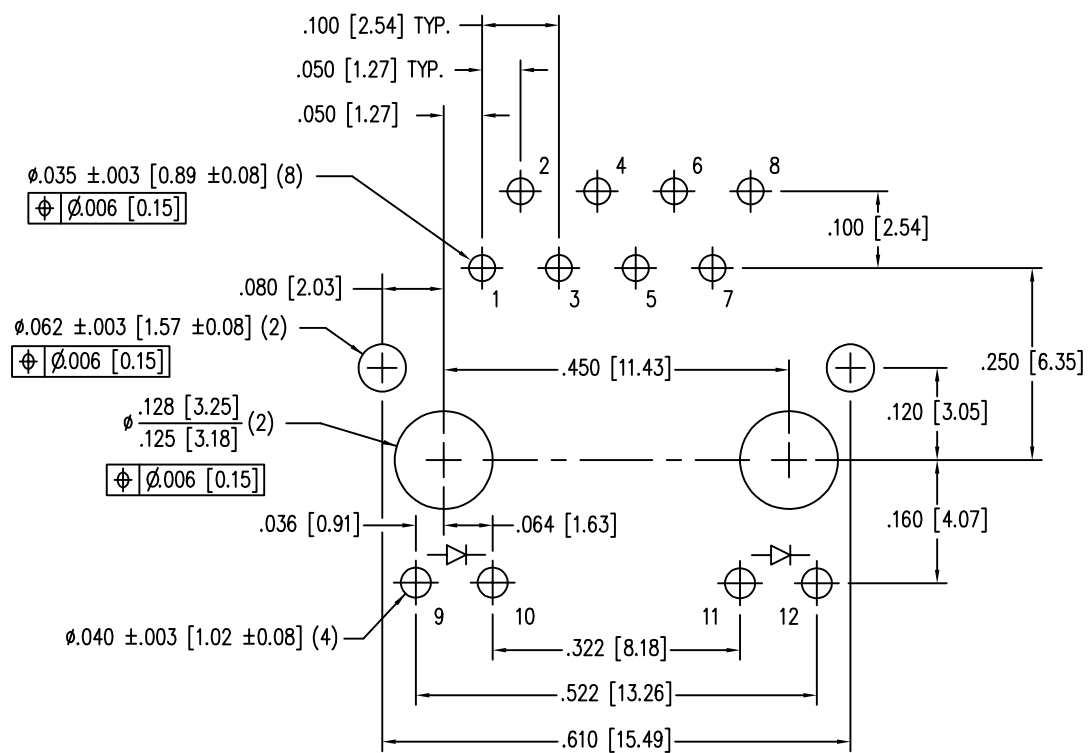 .100 [2.54] TYP.
.050 [1.27] TYP.
.050 [1.27]
2 4 6 8
ø.035 ±.003 [0.89 ±0.08] (8)
⌖ Ø.006 [0.15]
.100 [2.54]
1 3 5 7
.080 [2.03]
ø.062 ±.003 [1.57 ±0.08] (2)
⌖ Ø.006 [0.15]
.450 [11.43]
.250 [6.35]
.120 [3.05]
ø .128 [3.25] (2)
.125 [3.18]
⌖ Ø.006 [0.15]
.036 [0.91]
.064 [1.63]
.160 [4.07]
9 10 11 12
ø.040 ±.003 [1.02 ±0.08] (4)
.322 [8.18]
.522 [13.26]
.610 [15.49]